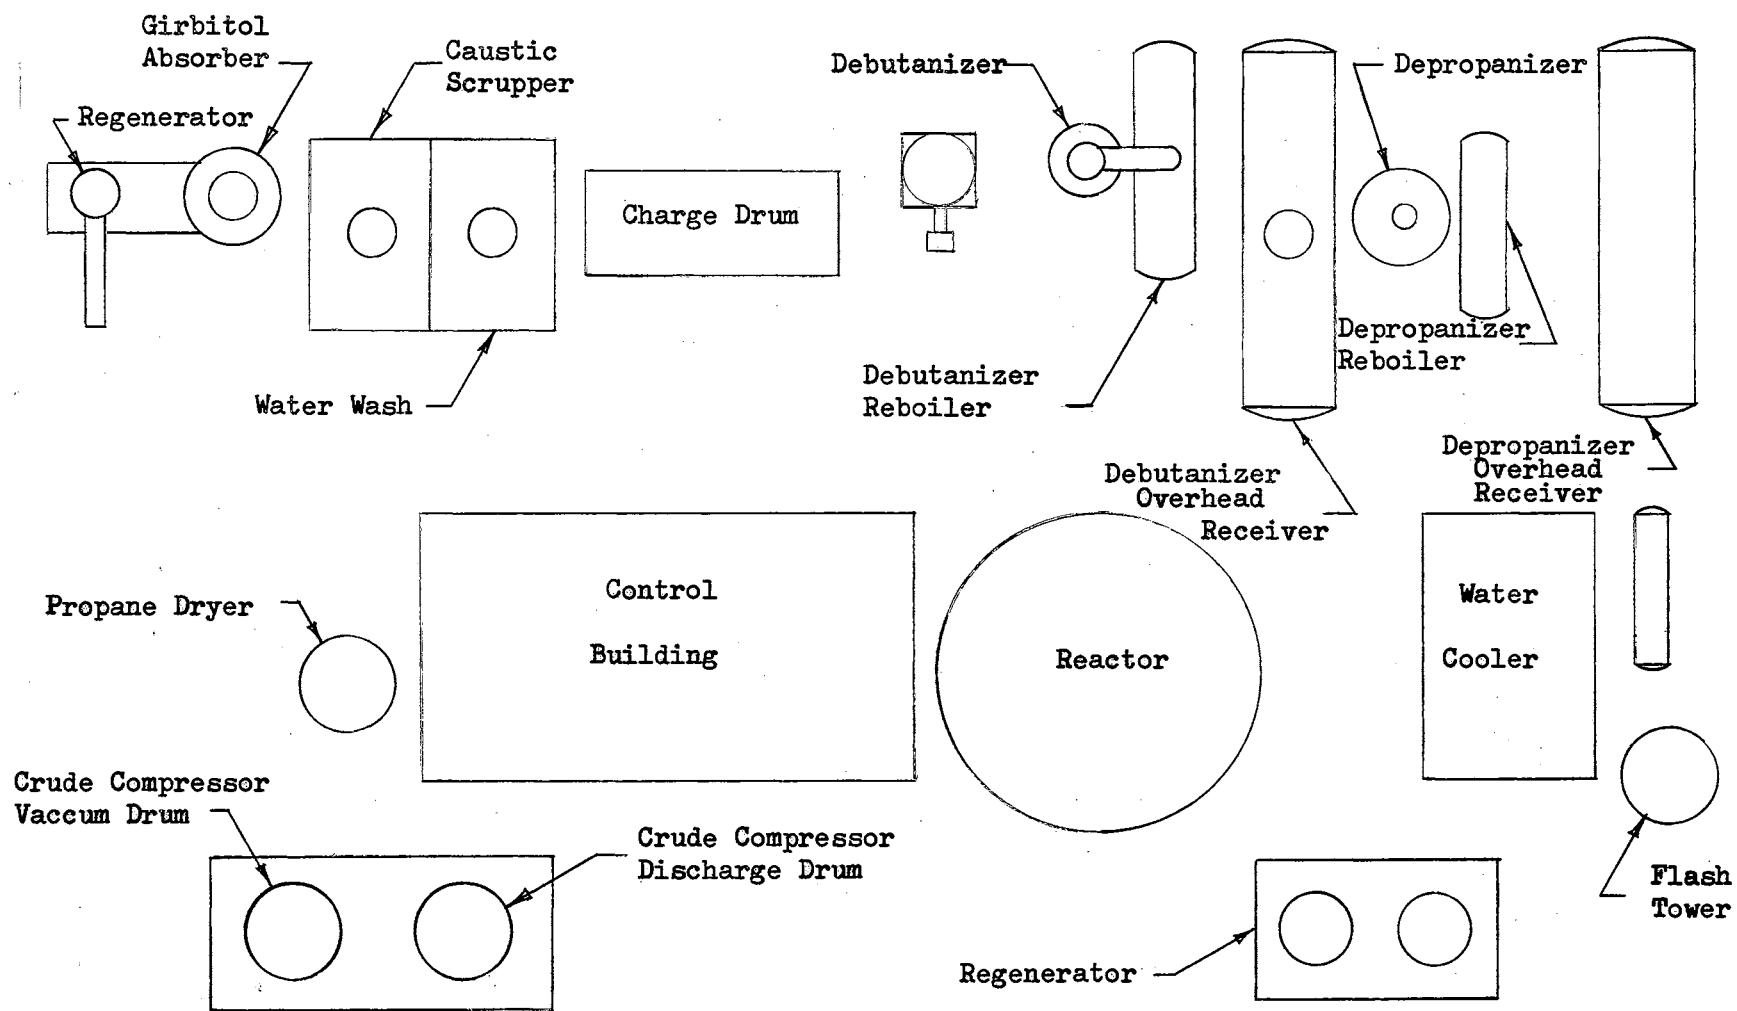 Girbitol
Absorber
Caustic
Scrupper
Regenerator
Debutanizer
Depropanizer
Charge Drum
Water Wash
Debutanizer
Reboiler
Depropanizer
Reboiler
Debutanizer
Overhead
Receiver
Depropanizer
Overhead
Receiver
Propane Dryer
Control
Building
Reactor
Water
Cooler
Crude Compressor
Vaccum Drum
Crude Compressor
Discharge Drum
Regenerator
Flash
Tower